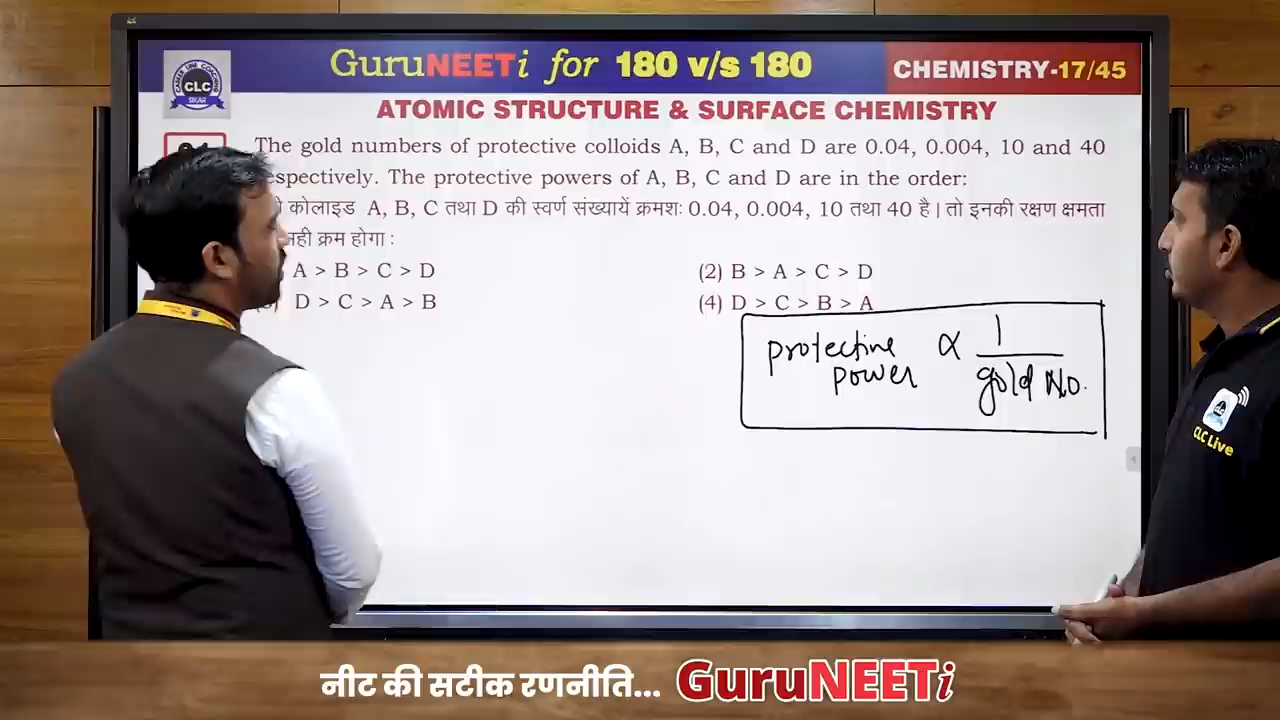 GuruNEETi for 180 v/s 180
CHEMISTRY-17/45
CLC
SIKAR
ATOMIC STRUCTURE & SURFACE CHEMISTRY
The gold numbers of protective colloids A, B, C and D are 0.04, 0.004, 10 and 40
espectively. The protective powers of A, B, C and D are in the order:
कोलाइड A, B, C तथा D की स्वर्ण संख्यायें क्रमशः 0.04, 0.004, 10 तथा 40 है। तो इनकी रक्षण क्षमता
क्रम होगा :
A > B > C > D
(2) B > A > C > D
D > C > A > B
(4) D > C > B > A
protective power ∝ 1 / gold No.
CLC Live
नीट की सटीक रणनीति... GuruNEETi